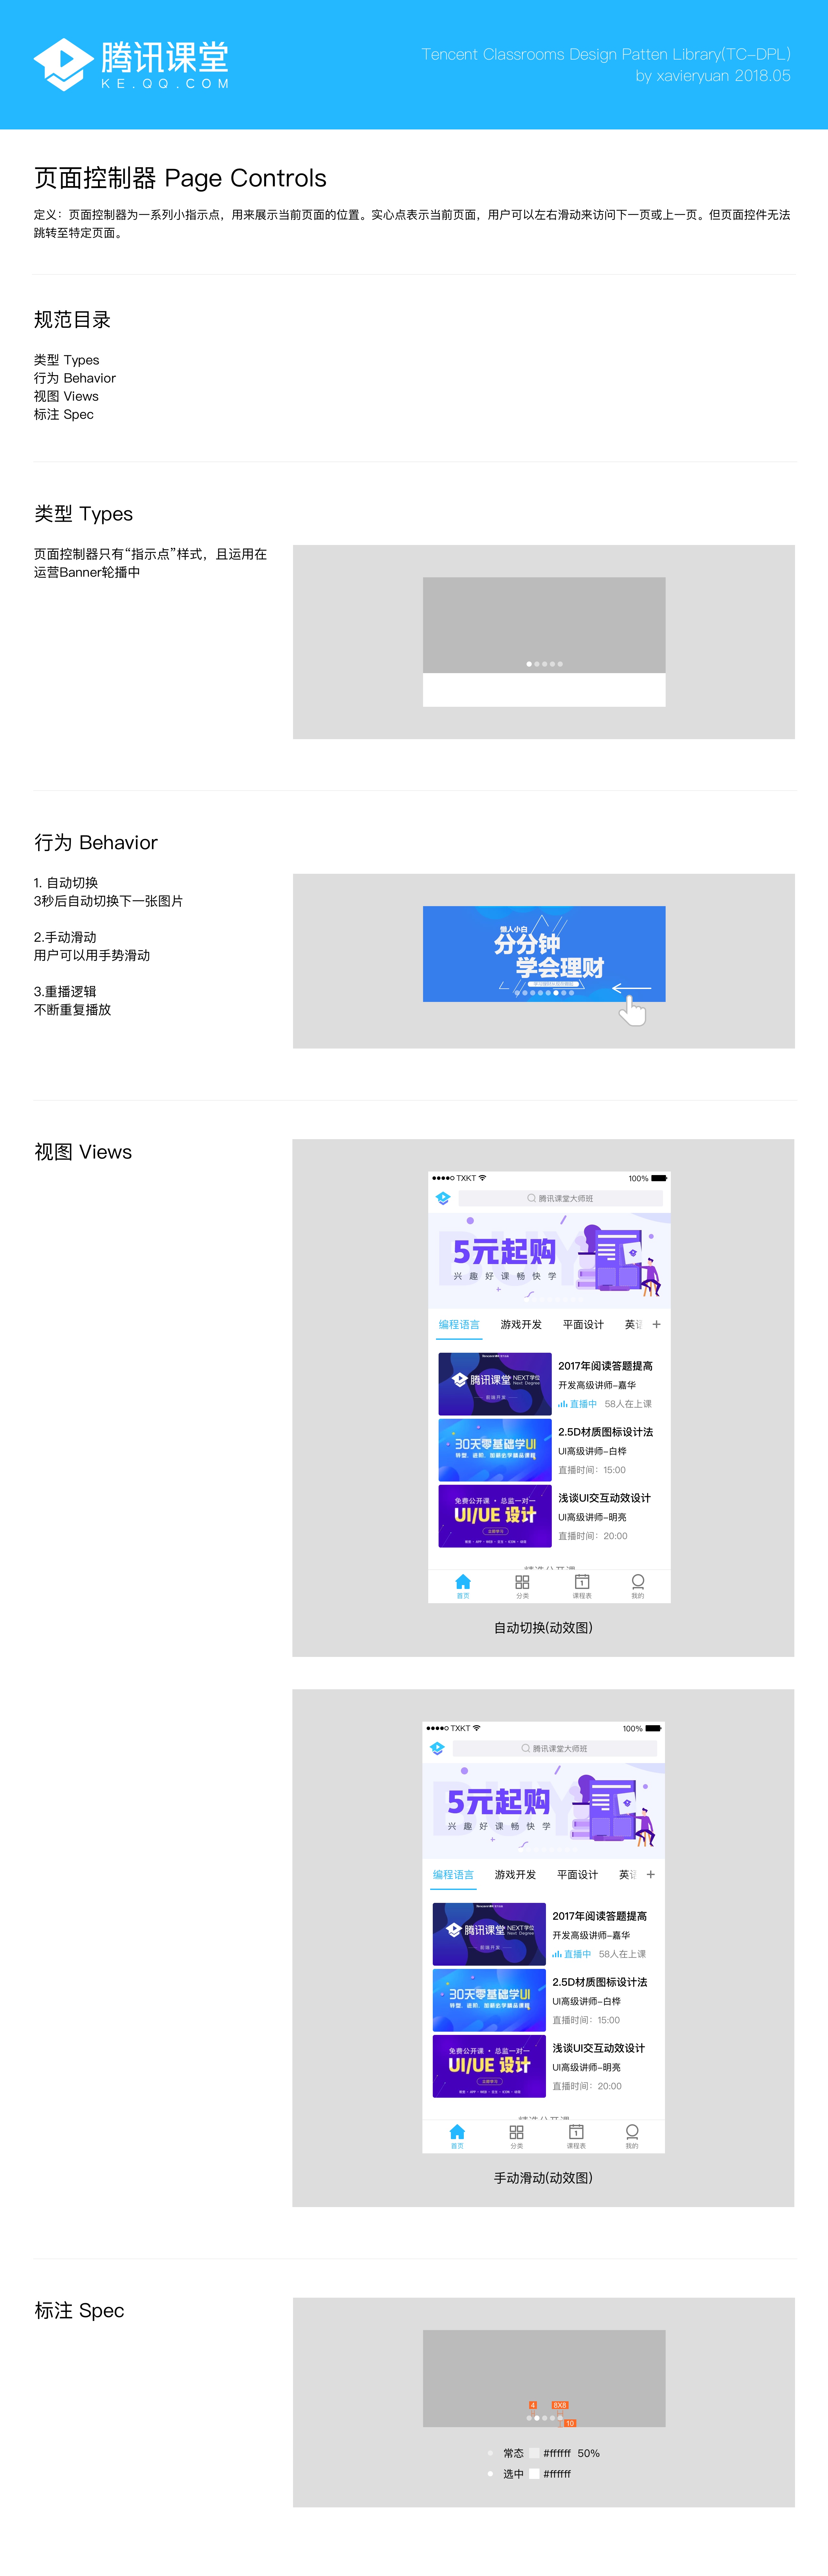 腾讯课堂
KE.QQ.COM
Tencent Classrooms Design Patten Library(TC-DPL)
by xavieryuan 2018.05
页面控制器 Page Controls
定义：页面控制器为一系列小指示点，用来展示当前页面的位置。实心点表示当前页面，用户可以左右滑动来访问下一页或上一页。但页面控件无法
跳转至特定页面。
规范目录
类型 Types
行为 Behavior
视图 Views
标注 Spec
类型 Types
页面控制器只有“指示点”样式，且运用在
运营Banner轮播中
行为 Behavior
1. 自动切换
3秒后自动切换下一张图片
2.手动滑动
用户可以用手势滑动
3.重播逻辑
不断重复播放
懒人小白
分分钟
学会理财
视图 Views
TXKT
100%
腾讯课堂大师班
BUY
5元起购
兴趣好课畅快学
编程语言 游戏开发 平面设计 英语 +
腾讯课堂 NEXT学位
Next Degree
前端开发
2017年阅读答题提高
开发高级讲师-嘉华
直播中 58人在上课
30天零基础学UI
2.5D材质图标设计法
UI高级讲师-白桦
直播时间：15:00
免费公开课 · 总监一对一
UI/UE 设计
浅谈UI交互动效设计
UI高级讲师-明亮
直播时间：20:00
精选公开课
首页 分类 课程表 我的
自动切换(动效图)
TXKT
100%
腾讯课堂大师班
BUY
5元起购
兴趣好课畅快学
编程语言 游戏开发 平面设计 英语 +
腾讯课堂 NEXT学位
Next Degree
前端开发
2017年阅读答题提高
开发高级讲师-嘉华
直播中 58人在上课
30天零基础学UI
2.5D材质图标设计法
UI高级讲师-白桦
直播时间：15:00
免费公开课 · 总监一对一
UI/UE 设计
浅谈UI交互动效设计
UI高级讲师-明亮
直播时间：20:00
精选公开课
首页 分类 课程表 我的
手动滑动(动效图)
标注 Spec
4
8X8
10
常态 #ffffff 50%
选中 #ffffff